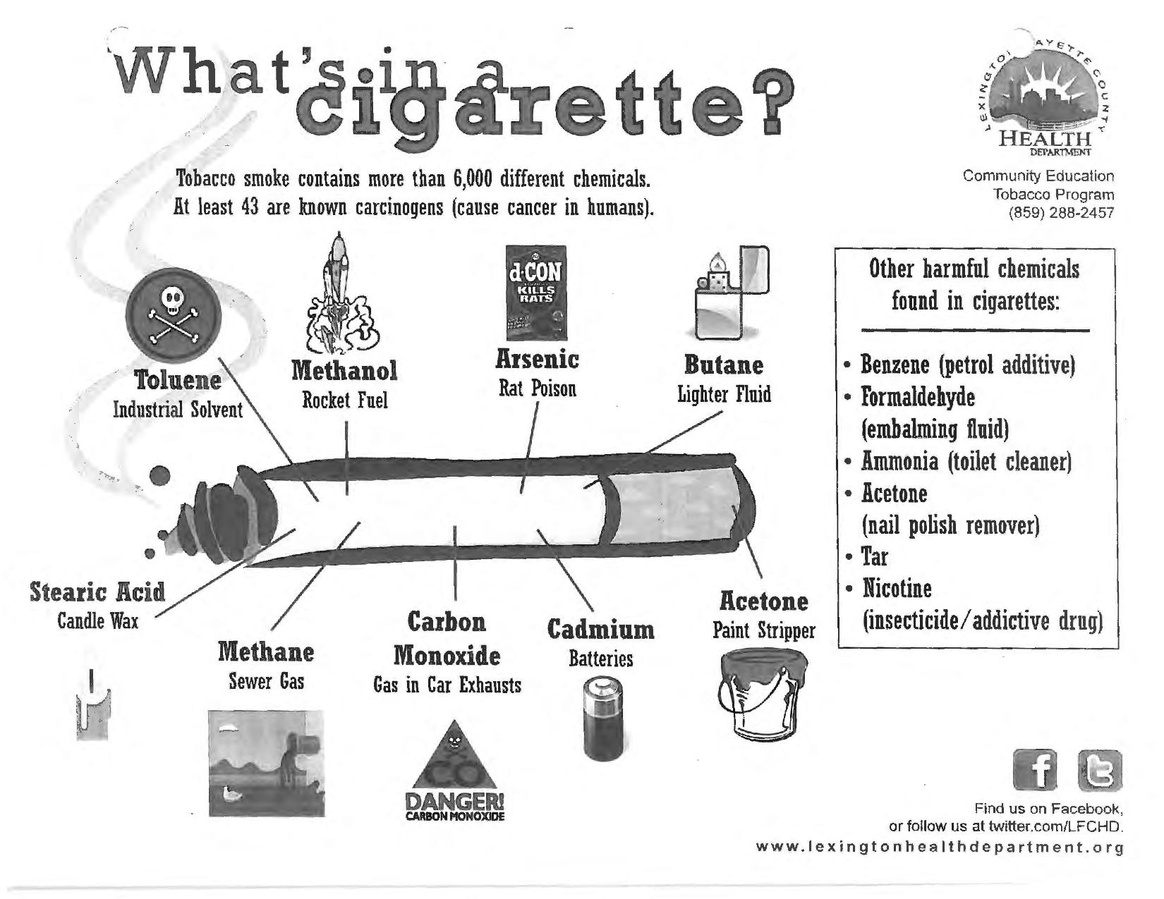 What's in a
cigarette?
LEXINGTON FAYETTE COUNTY
HEALTH
DEPARTMENT
Community Education
Tobacco Program
(859) 288-2457
Tobacco smoke contains more than 6,000 different chemicals.
At least 43 are known carcinogens (cause cancer in humans).
d-CON
KILLS
RATS
Toluene
Industrial Solvent
Methanol
Rocket Fuel
Arsenic
Rat Poison
Butane
Lighter Fluid
Stearic Acid
Candle Wax
Methane
Sewer Gas
Carbon
Monoxide
Gas in Car Exhausts
CO
DANGER!
CARBON MONOXIDE
Cadmium
Batteries
Acetone
Paint Stripper
Other harmful chemicals
found in cigarettes:
• Benzene (petrol additive)
• Formaldehyde
(embalming fluid)
• Ammonia (toilet cleaner)
• Acetone
(nail polish remover)
• Tar
• Nicotine
(insecticide/addictive drug)
f t
Find us on Facebook,
or follow us at twitter.com/LFCHD.
www.lexingtonhealthdepartment.org